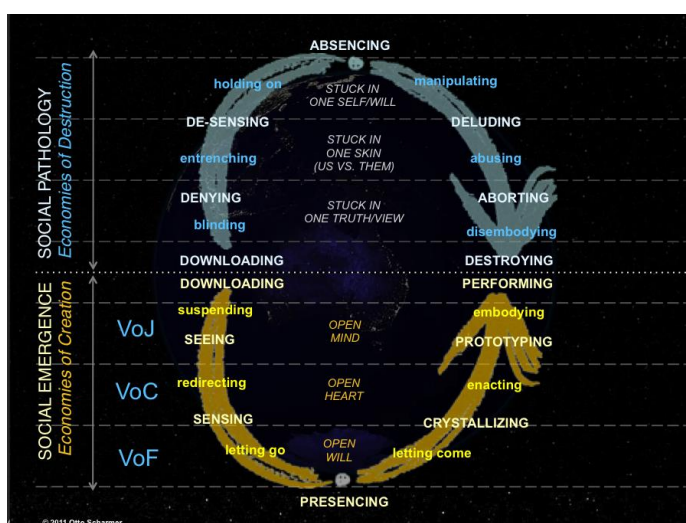 ABSENCING
holding on
STUCK IN
ONE SELF/WILL
manipulating
DE-SENSING
DELUDING
entrenching
STUCK IN
ONE SKIN
(US VS. THEM)
abusing
DENYING
ABORTING
blinding
STUCK IN
ONE TRUTH/VIEW
disembodying
DOWNLOADING
DESTROYING
SOCIAL PATHOLOGY
Economies of Destruction
DOWNLOADING
PERFORMING
suspending
embodying
VoJ
OPEN
MIND
SEEING
PROTOTYPING
redirecting
VoC
OPEN
HEART
enacting
SENSING
CRYSTALLIZING
letting go
VoF
OPEN
WILL
letting come
PRESENCING
SOCIAL EMERGENCE
Economies of Creation
© 2011 Otto Scharmer